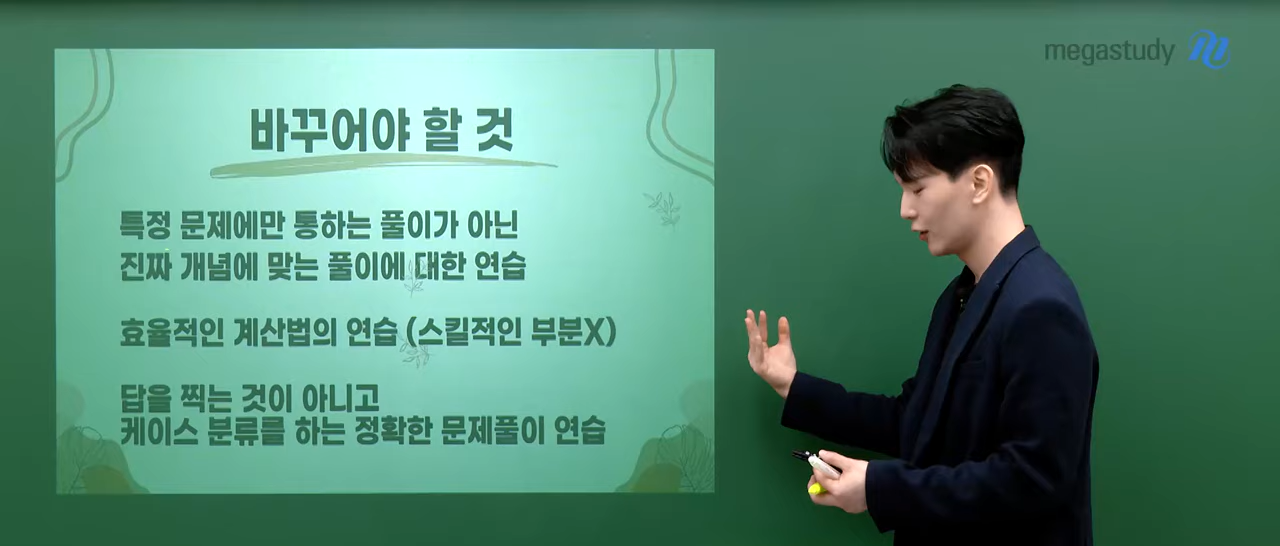 megastudy
바꾸어야 할 것
특정 문제에만 통하는 풀이가 아닌
진짜 개념에 맞는 풀이에 대한 연습
효율적인 계산법의 연습 (스킬적인 부분X)
답을 찍는 것이 아니고
케이스 분류를 하는 정확한 문제풀이 연습